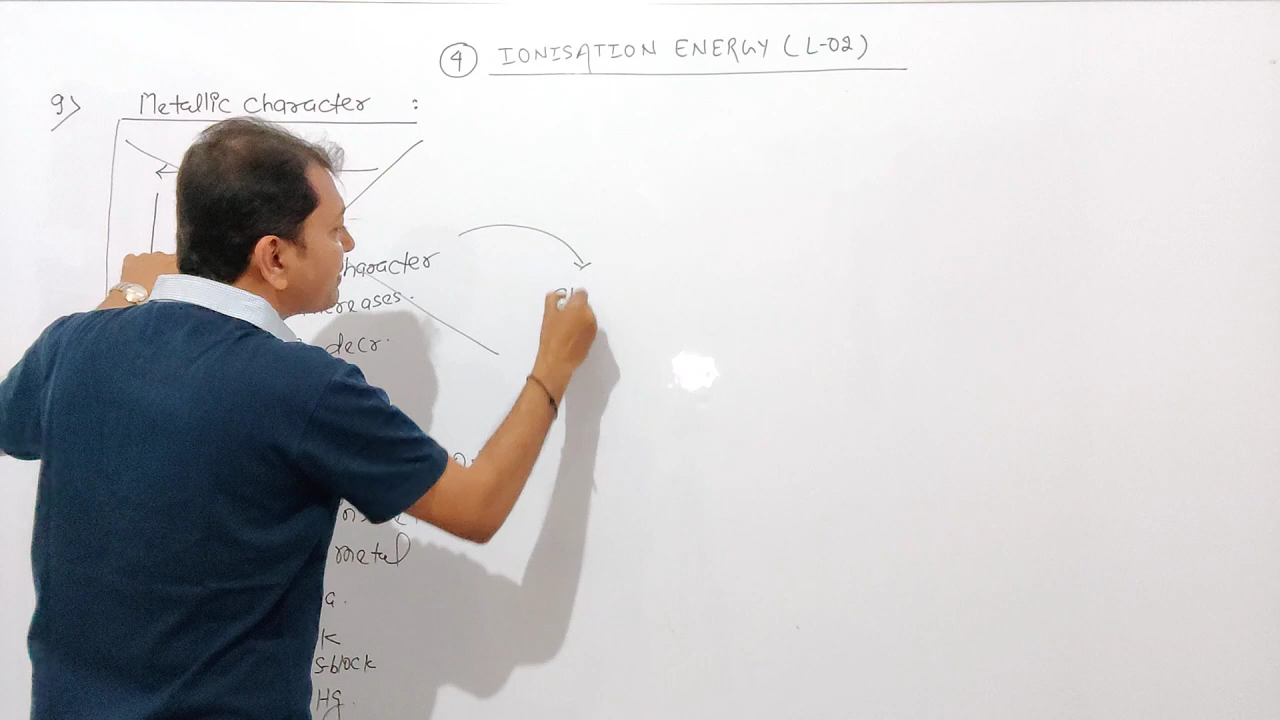 4 IONISATION ENERGY (L-02)
9> Metallic character :
character
increases.
decr.
metal
a.
K
s-block
Hg.